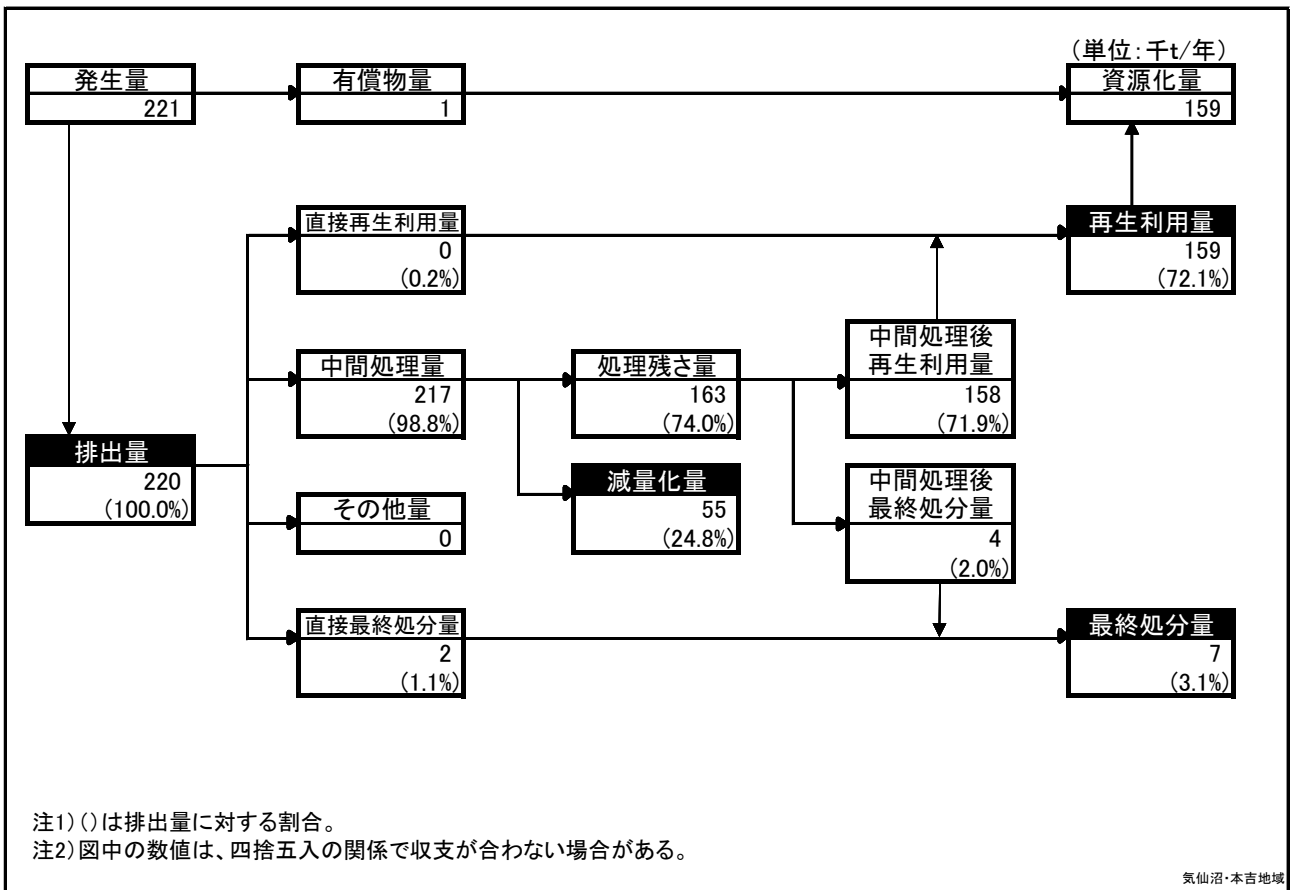 (単位:千t/年)
発生量
221
有償物量
1
資源化量
159
直接再生利用量
0
(0.2%)
再生利用量
159
(72.1%)
中間処理量
217
(98.8%)
処理残さ量
163
(74.0%)
中間処理後
再生利用量
158
(71.9%)
排出量
220
(100.0%)
その他量
0
減量化量
55
(24.8%)
中間処理後
最終処分量
4
(2.0%)
直接最終処分量
2
(1.1%)
最終処分量
7
(3.1%)
注1)()は排出量に対する割合。
注2)図中の数値は、四捨五入の関係で収支が合わない場合がある。
気仙沼・本吉地域